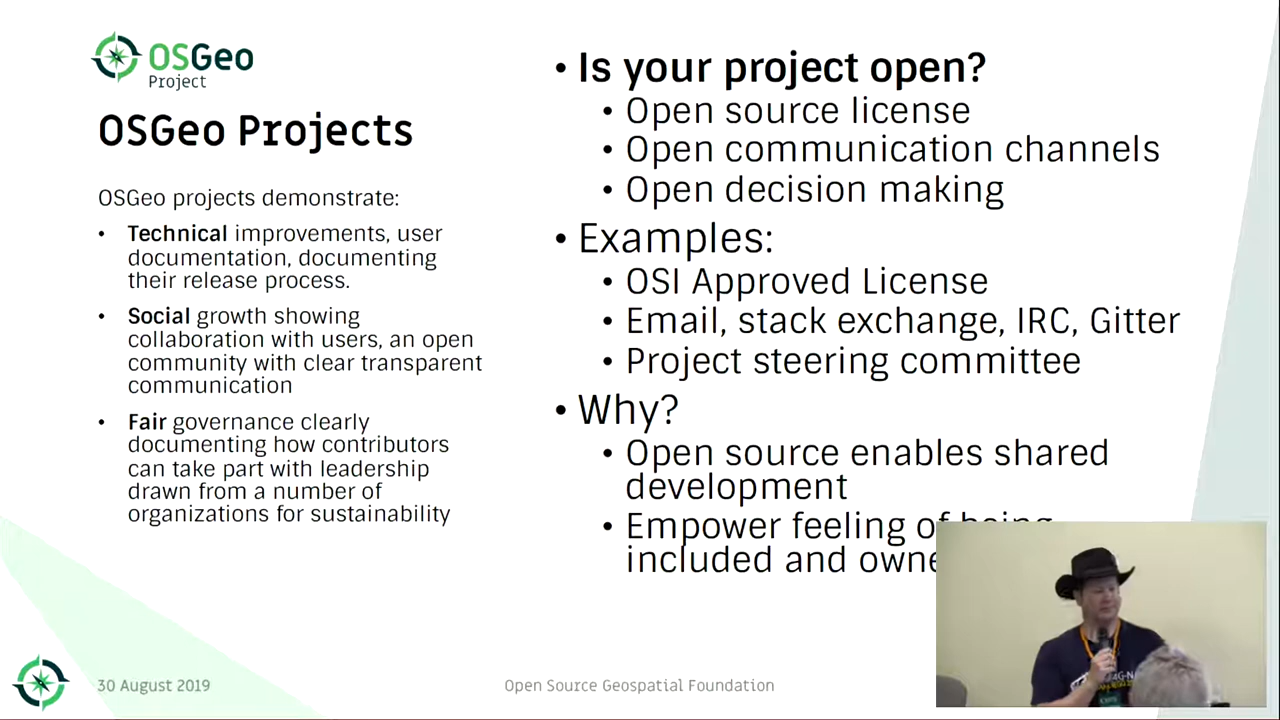 OSGeo
Project
OSGeo Projects
OSGeo projects demonstrate:
• Technical improvements, user
documentation, documenting
their release process.
• Social growth showing
collaboration with users, an open
community with clear transparent
communication
• Fair governance clearly
documenting how contributors
can take part with leadership
drawn from a number of
organizations for sustainability
• Is your project open?
• Open source license
• Open communication channels
• Open decision making
• Examples:
• OSI Approved License
• Email, stack exchange, IRC, Gitter
• Project steering committee
• Why?
• Open source enables shared
development
• Empower feeling of being
included and
30 August 2019
Open Source Geospatial Foundation